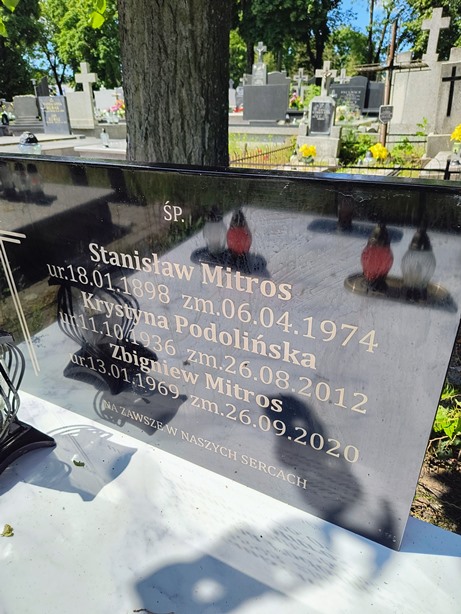 ŚP.
Stanisław Mitros
ur.18.01.1898 zm.06.04.1974
Krystyna Podolińska
ur.11.10.1936 zm.26.08.2012
Zbigniew Mitros
ur.13.01.1969 zm.26.09.2020
NA ZAWSZE W NASZYCH SERCACH